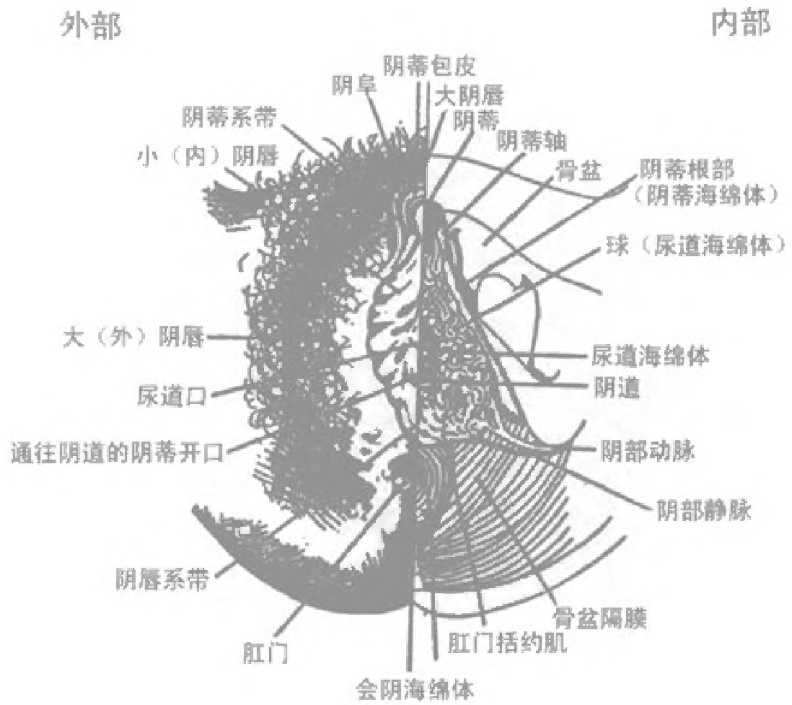 外部
内部
阴蒂包皮
阴阜
大阴唇
阴蒂系带
阴蒂
小（内）阴唇
阴蒂轴
骨盆
阴蒂根部
（阴蒂海绵体）
球（尿道海绵体）
大（外）阴唇
尿道海绵体
尿道口
阴道
通往阴道的阴蒂开口
阴部动脉
阴部静脉
阴唇系带
骨盆隔膜
肛门
肛门括约肌
会阴海绵体